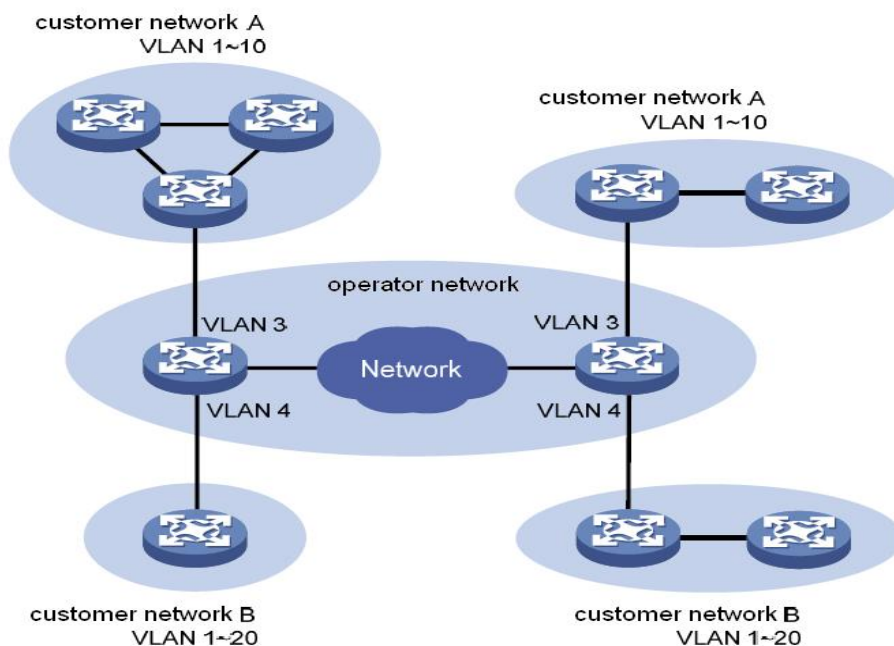 customer network A
VLAN 1~10
customer network A
VLAN 1~10
operator network
VLAN 3
VLAN 3
Network
VLAN 4
VLAN 4
customer network B
VLAN 1~20
customer network B
VLAN 1~20